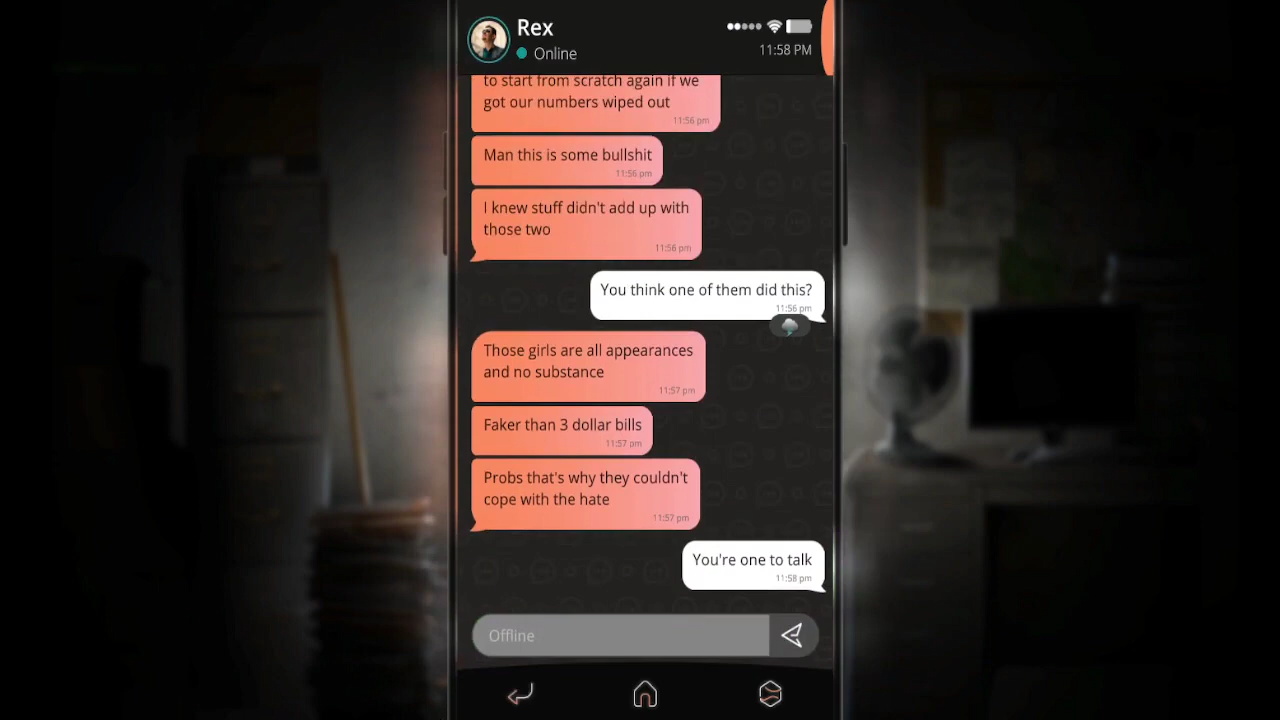 Rex
Online
11:58 PM
to start from scratch again if we
got our numbers wiped out
11:56 pm
Man this is some bullshit
11:56 pm
I knew stuff didn't add up with
those two
11:56 pm
You think one of them did this?
11:56 pm
Those girls are all appearances
and no substance
11:57 pm
Faker than 3 dollar bills
11:57 pm
Probs that's why they couldn't
cope with the hate
11:57 pm
You're one to talk
11:58 pm
Offline